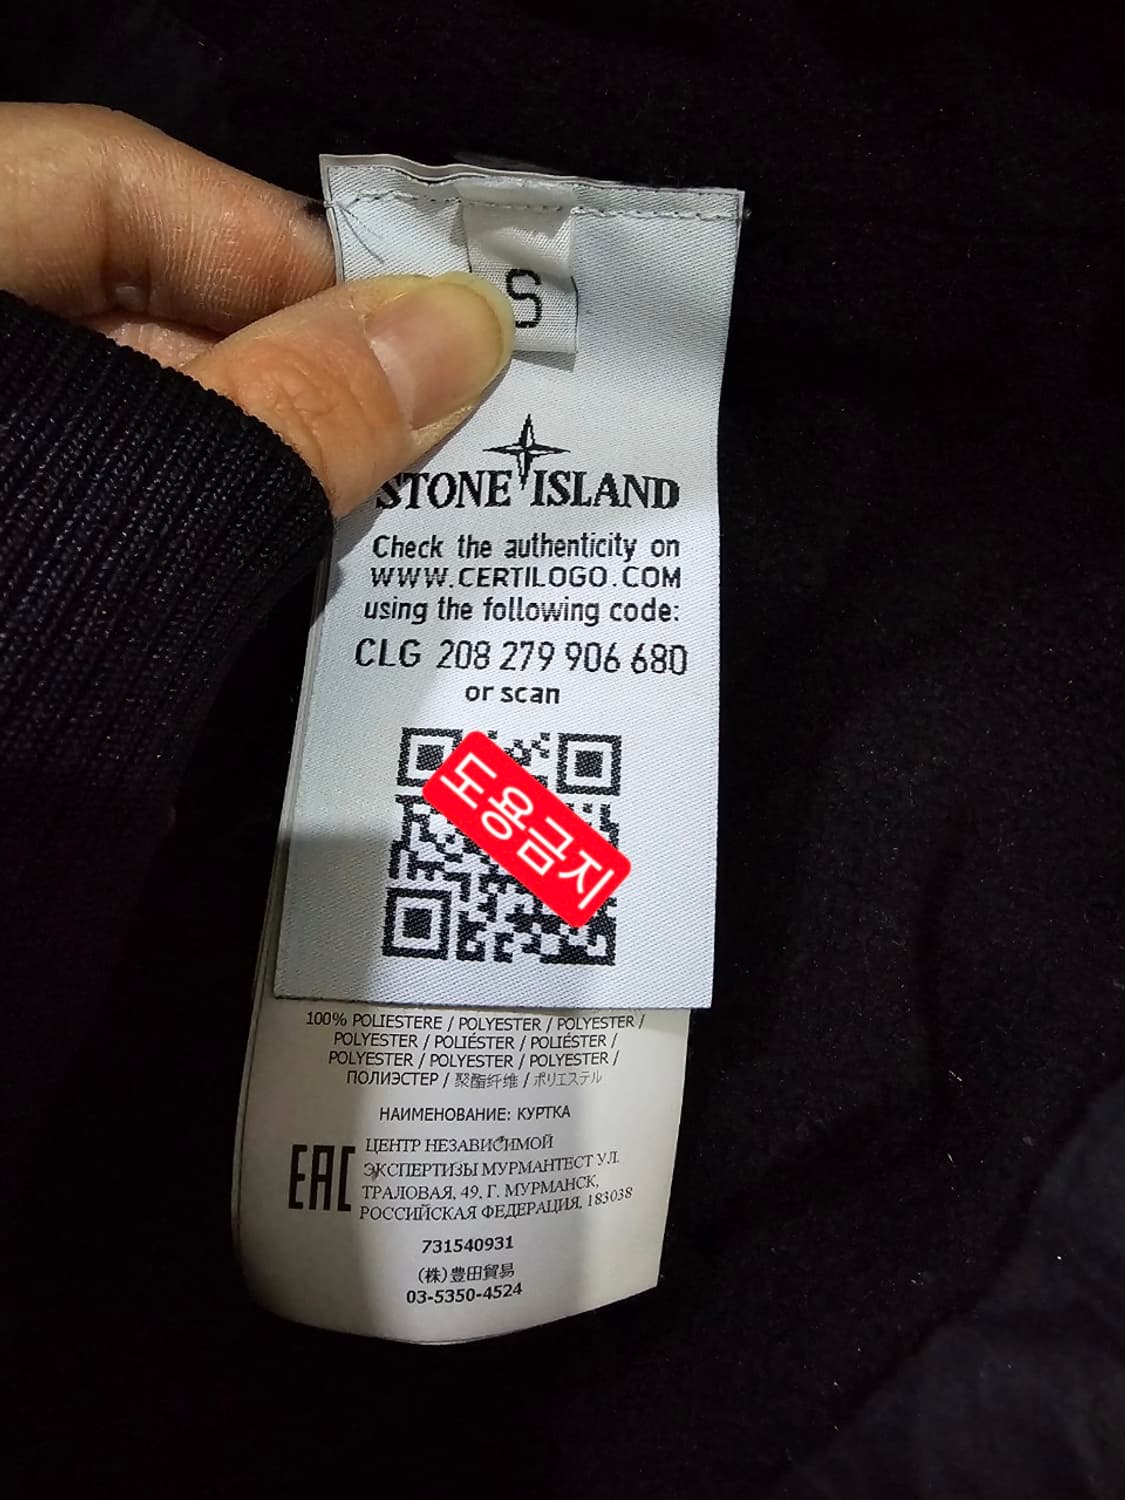 S
STONE ISLAND
Check the authenticity on
WWW.CERTILOGO.COM
using the following code:
CLG 208 279 906 680
or scan
도용금지
100% POLIESTERE / POLYESTER / POLYESTER /
POLYESTER / POLIÉSTER / POLIÉSTER /
POLYESTER / POLYESTER / POLYESTER /
ПОЛИЭСТЕР / 聚酯纤维 / ポリエステル
НАИМЕНОВАНИЕ: КУРТКА
EAC
ЦЕНТР НЕЗАВИСИМОЙ
ЭКСПЕРТИЗЫ МУРМАНТЕСТ УЛ.
ТРАЛОВАЯ, 49, Г. МУРМАНСК,
РОССИЙСКАЯ ФЕДЕРАЦИЯ, 183038
731540931
(株)豊田貿易
03-5350-4524